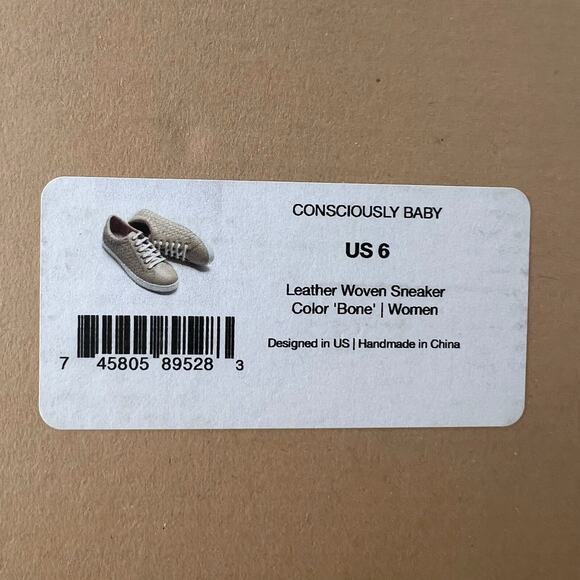 CONSCIOUSLY BABY
US 6
Leather Woven Sneaker
Color 'Bone' | Women
Designed in US | Handmade in China
7 45805 89528 3